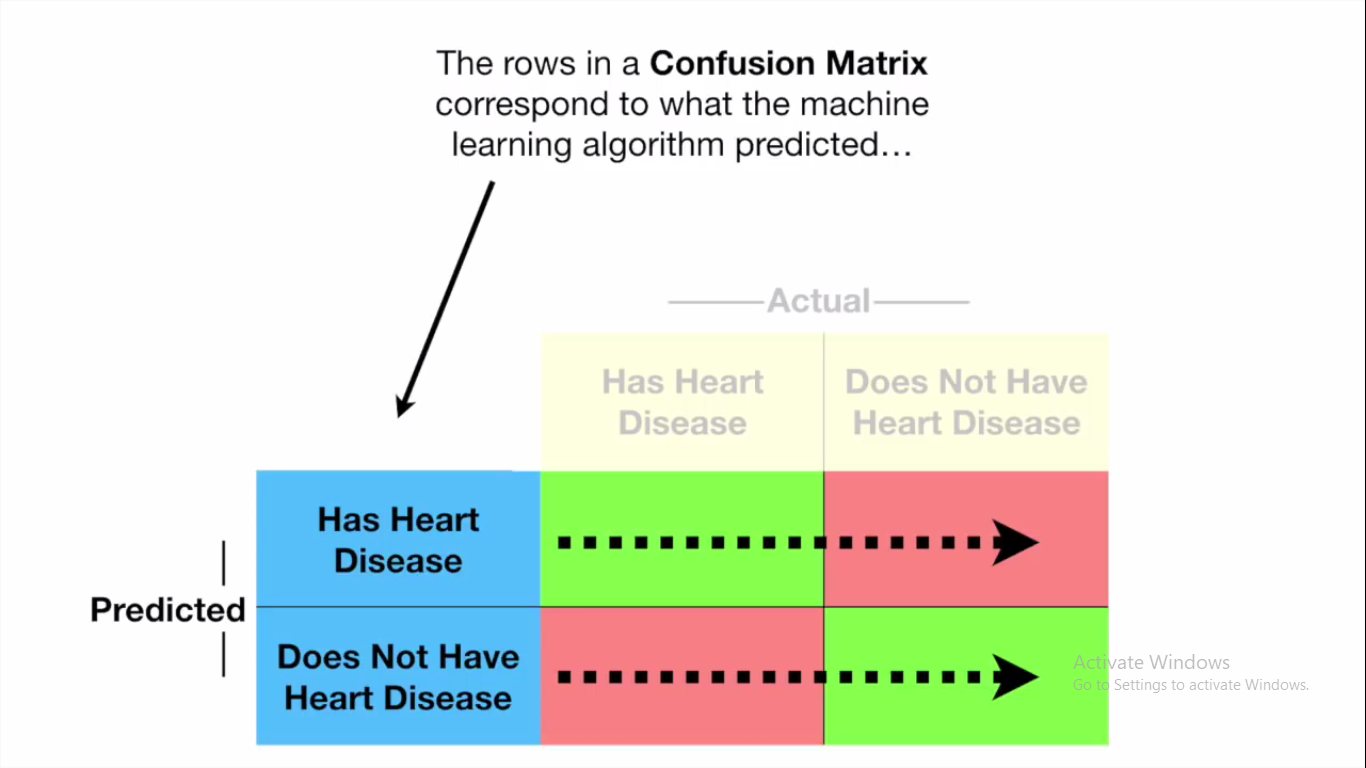 The rows in a Confusion Matrix
correspond to what the machine
learning algorithm predicted...
Actual
Has Heart
Disease
Does Not Have
Heart Disease
Has Heart
Disease
Predicted
Does Not Have
Heart Disease
Activate Windows
Go to Settings to activate Windows.